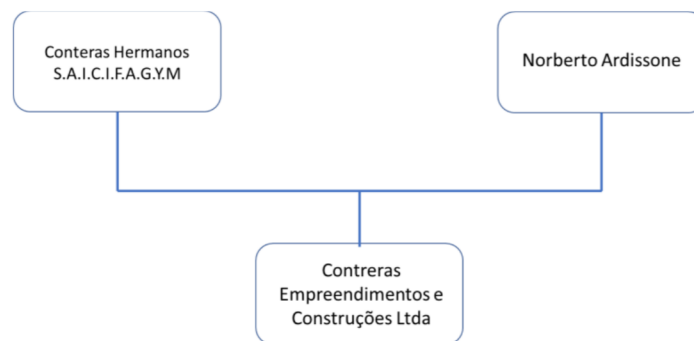 Conteras Hermanos
S.A.I.C.I.F.A.G.Y.M
Norberto Ardissone
Contreras
Empreendimentos e
Construções Ltda